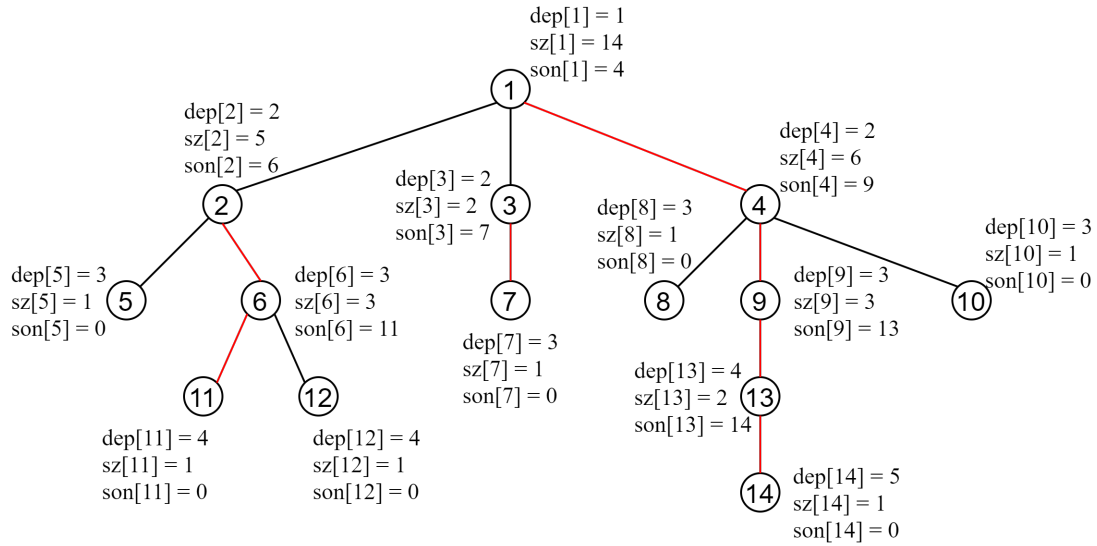 dep[1] = 1
sz[1] = 14
son[1] = 4
1
dep[2] = 2
sz[2] = 5
son[2] = 6
2
dep[3] = 2
sz[3] = 2
son[3] = 7
3
dep[4] = 2
sz[4] = 6
son[4] = 9
4
dep[5] = 3
sz[5] = 1
son[5] = 0
5
dep[6] = 3
sz[6] = 3
son[6] = 11
6
7
dep[7] = 3
sz[7] = 1
son[7] = 0
dep[8] = 3
sz[8] = 1
son[8] = 0
8
dep[9] = 3
sz[9] = 3
son[9] = 13
9
dep[10] = 3
sz[10] = 1
son[10] = 0
10
11
dep[11] = 4
sz[11] = 1
son[11] = 0
12
dep[12] = 4
sz[12] = 1
son[12] = 0
dep[13] = 4
sz[13] = 2
son[13] = 14
13
14
dep[14] = 5
sz[14] = 1
son[14] = 0